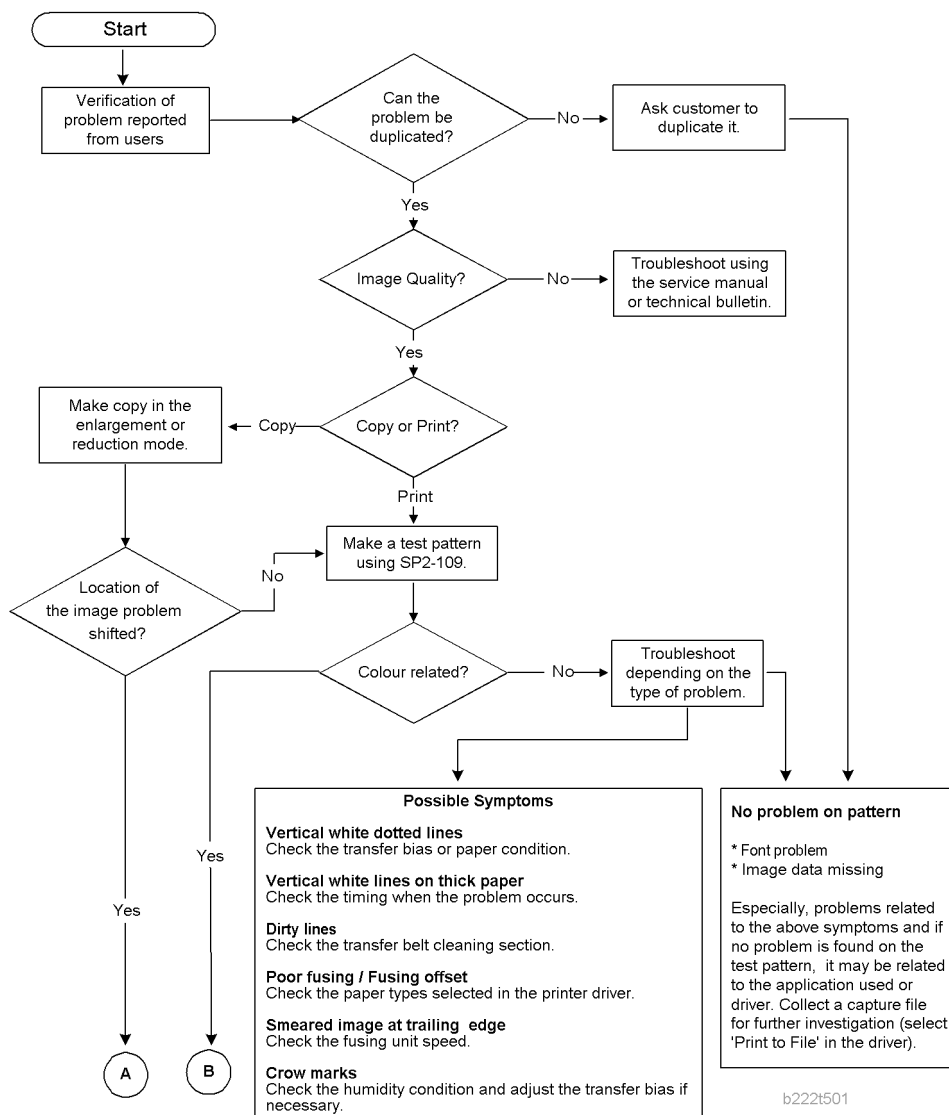 Start
Verification of
problem reported
from users
Can the
problem be
duplicated?
No
Ask customer to
duplicate it.
Yes
Image Quality?
No
Troubleshoot using
the service manual
or technical bulletin.
Yes
Make copy in the
enlargement or
reduction mode.
Copy
Copy or Print?
Print
Make a test pattern
using SP2-109.
No
Location of
the image problem
shifted?
Colour related?
No
Troubleshoot
depending on the
type of problem.
Yes
Yes
A
B
Possible Symptoms
Vertical white dotted lines
Check the transfer bias or paper condition.
Vertical white lines on thick paper
Check the timing when the problem occurs.
Dirty lines
Check the transfer belt cleaning section.
Poor fusing / Fusing offset
Check the paper types selected in the printer driver.
Smeared image at trailing edge
Check the fusing unit speed.
Crow marks
Check the humidity condition and adjust the transfer bias if
necessary.
No problem on pattern
* Font problem
* Image data missing
Especially, problems related
to the above symptoms and if
no problem is found on the
test pattern, it may be related
to the application used or
driver. Collect a capture file
for further investigation (select
'Print to File' in the driver).
b222t501